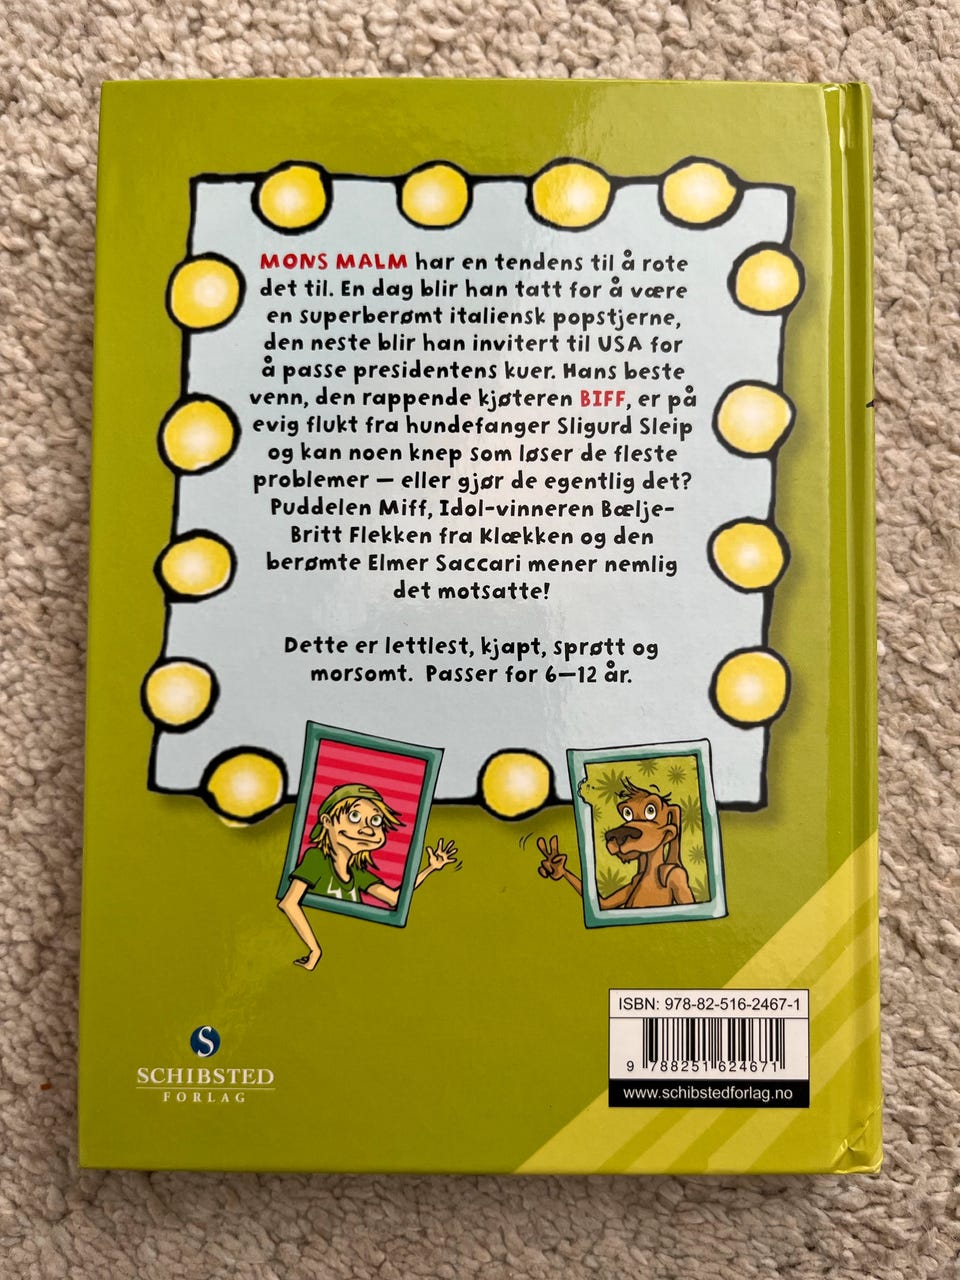 MONS MALM har en tendens til å rote
det til. En dag blir han tatt for å være
en superberømt italiensk popstjerne,
den neste blir han invitert til USA for
å passe presidentens kuer. Hans beste
venn, den rappende kjøteren BIFF, er på
evig flukt fra hundefanger Sligurd Sleip
og kan noen knep som løser de fleste
problemer – eller gjør de egentlig det?
Puddelen Miff, Idol-vinneren Bælje-
Britt Flekken fra Klækken og den
berømte Elmer Saccari mener nemlig
det motsatte!
Dette er lettlest, kjapt, sprøtt og
morsomt. Passer for 6–12 år.
S
SCHIBSTED
FORLAG
ISBN: 978-82-516-2467-1
9 788251 624671
www.schibstedforlag.no